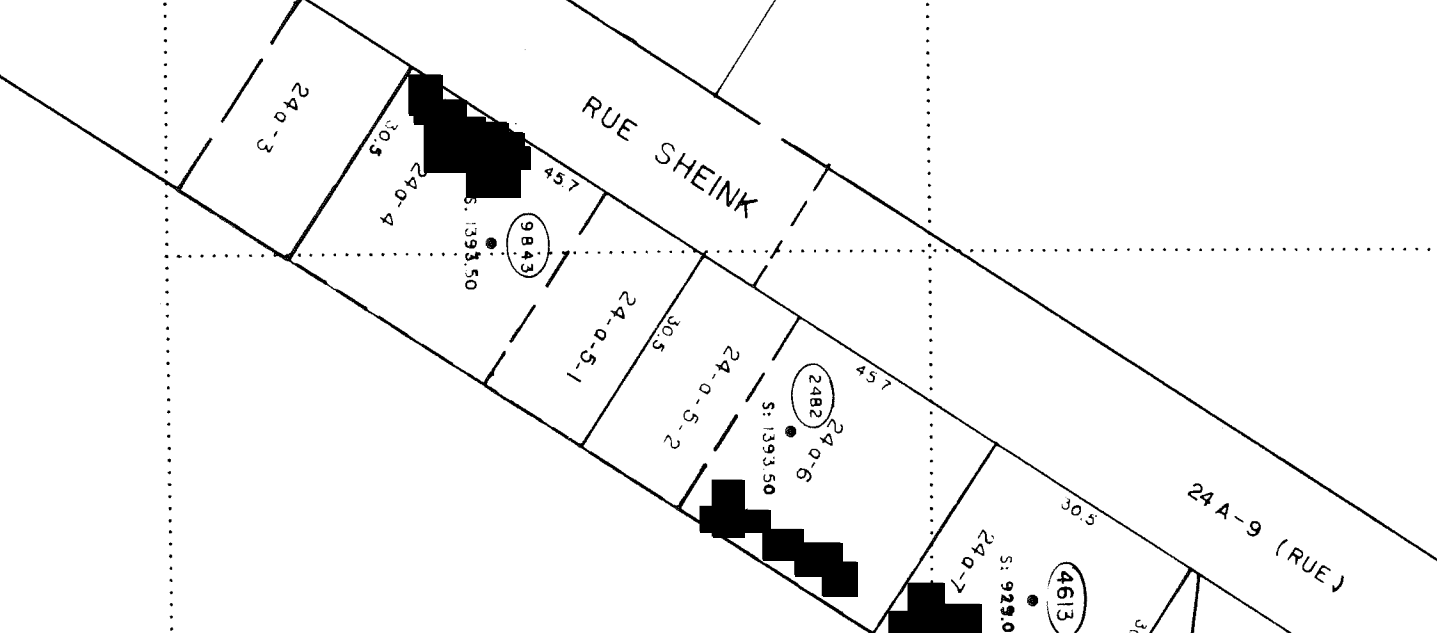 24a-3
30.5
24a-4
45.7
S. 1393.50
9843
RUE SHEINK
24-a-5-1
30.5
24-a-5-2
45.7
2482
24a-6
S: 1393.50
30.5
24a-7
S: 929.0
4613
24A-9 (RUE)